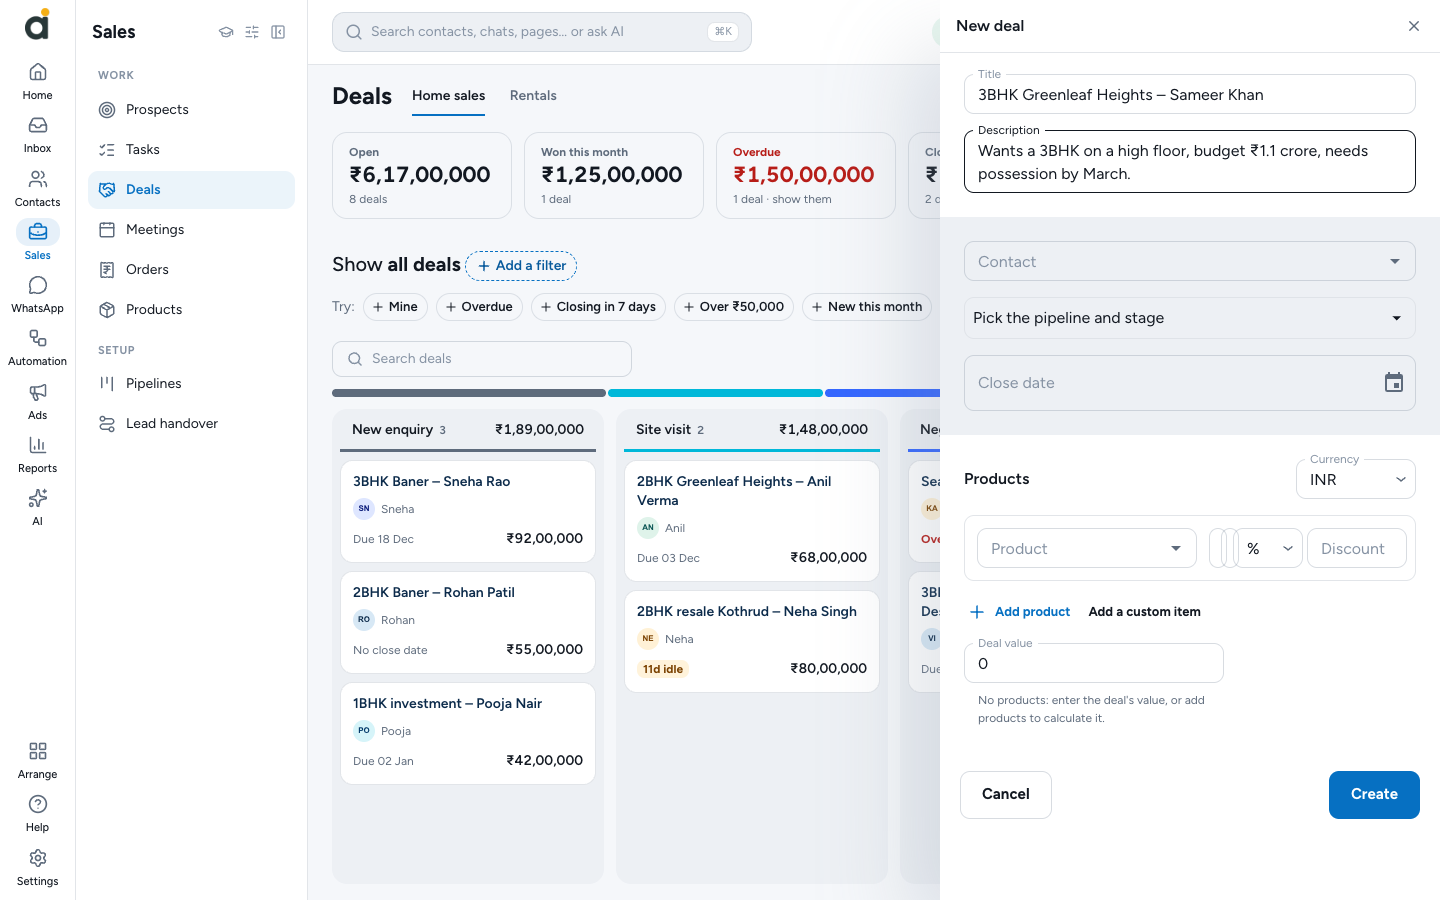 Home
Inbox
Contacts
Sales
WhatsApp
Automation
Ads
Reports
AI
Arrange
Help
Settings
Sales
WORK
Prospects
Tasks
Deals
Meetings
Orders
Products
SETUP
Pipelines
Lead handover
Search contacts, chats, pages... or ask AI
⌘K
Deals
Home sales
Rentals
Open
₹6,17,00,000
8 deals
Won this month
₹1,25,00,000
1 deal
Overdue
₹1,50,00,000
1 deal · show them
₹
Show all deals
+ Add a filter
Try:
+ Mine
+ Overdue
+ Closing in 7 days
+ Over ₹50,000
+ New this month
Search deals
New enquiry 3 ₹1,89,00,000
3BHK Baner – Sneha Rao
SN Sneha
Due 18 Dec ₹92,00,000
2BHK Baner – Rohan Patil
RO Rohan
No close date ₹55,00,000
1BHK investment – Pooja Nair
PO Pooja
Due 02 Jan ₹42,00,000
Site visit 2 ₹1,48,00,000
2BHK Greenleaf Heights – Anil
Verma
AN Anil
Due 03 Dec ₹68,00,000
2BHK resale Kothrud – Neha Singh
NE Neha
11d idle ₹80,00,000
KA
VI
Due
New deal
Title
3BHK Greenleaf Heights – Sameer Khan
Description
Wants a 3BHK on a high floor, budget ₹1.1 crore, needs
possession by March.
Contact
Pick the pipeline and stage
Close date
Products
Currency
INR
Product
%
Discount
+ Add product
Add a custom item
Deal value
0
No products: enter the deal's value, or add
products to calculate it.
Cancel
Create